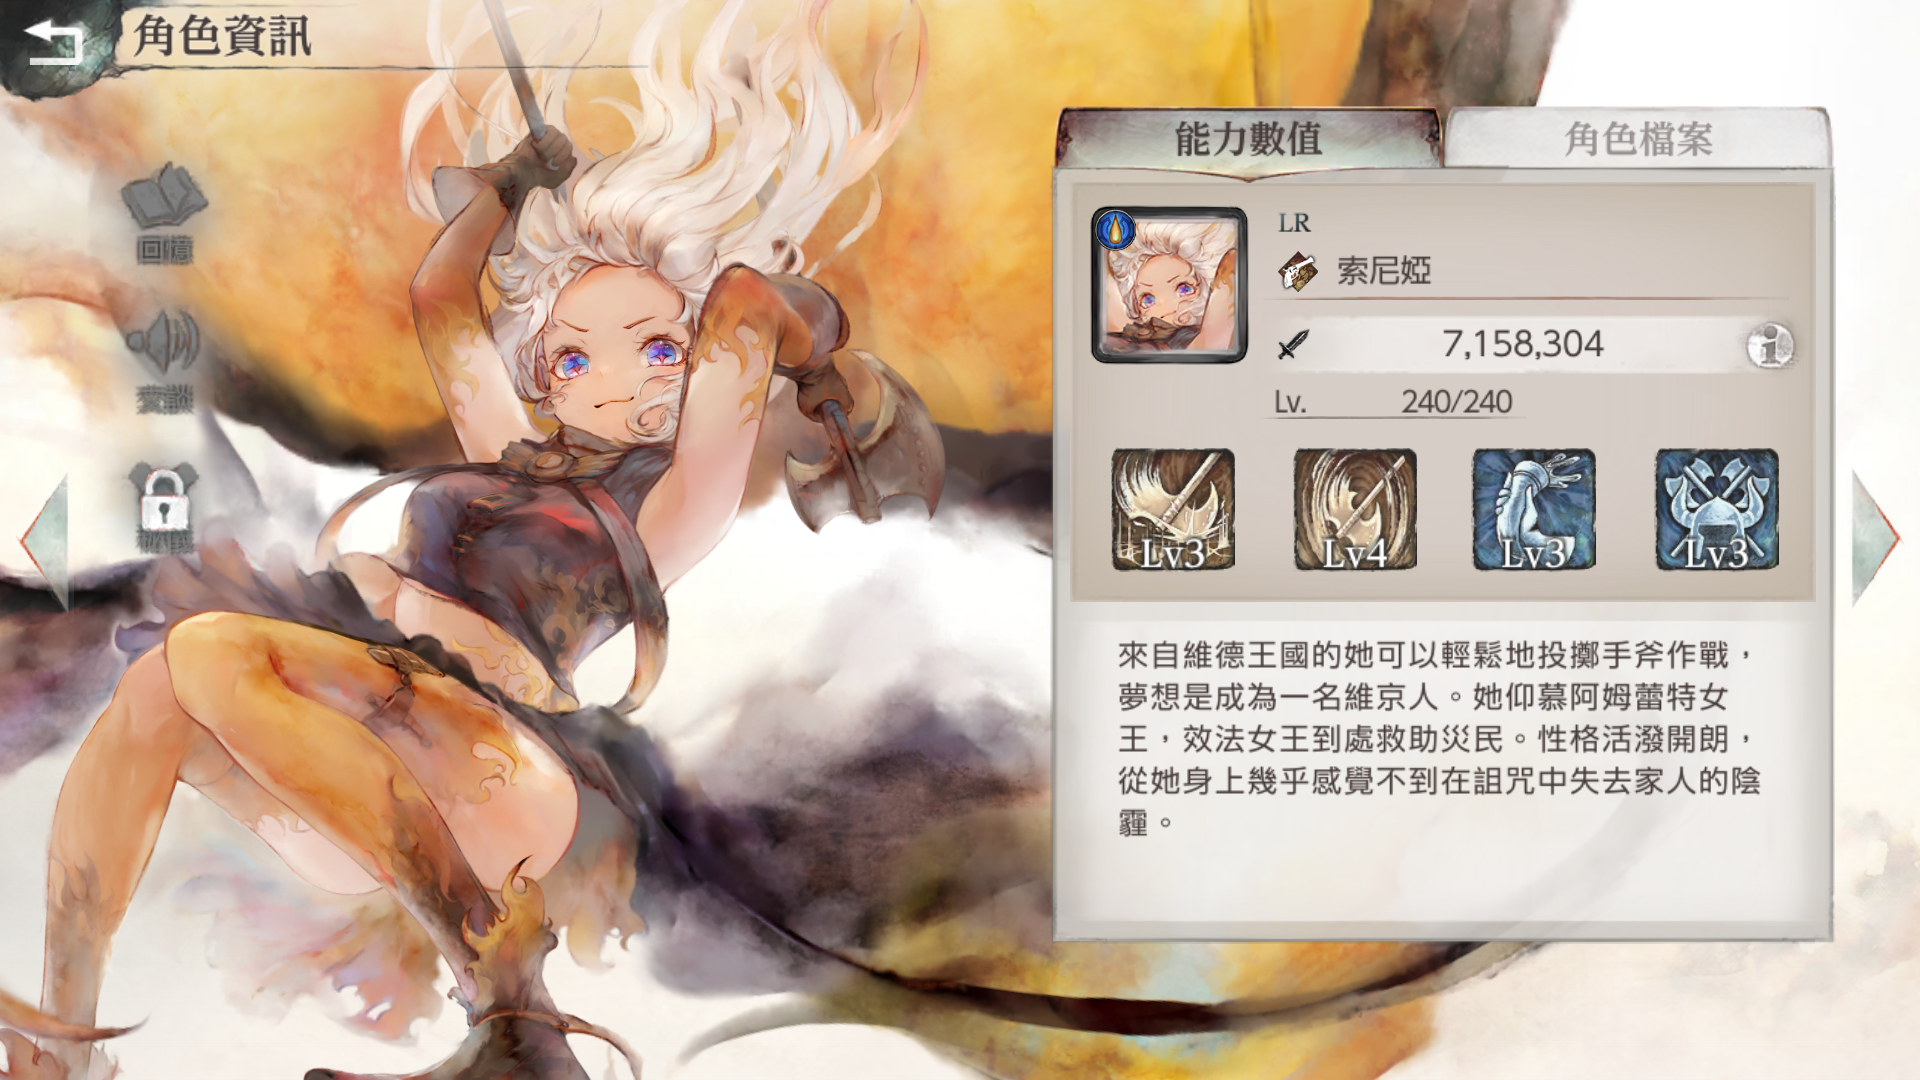 角色資訊
能力數值
角色檔案
LR
索尼婭
7,158,304
Lv. 240/240
回憶
Lv3
Lv4
Lv3
Lv3
來自維德王國的她可以輕鬆地投擲手斧作戰，
夢想是成為一名維京人。她仰慕阿姆蕾特女
王，效法女王到處救助災民。性格活潑開朗，
從她身上幾乎感覺不到在詛咒中失去家人的陰
霾。